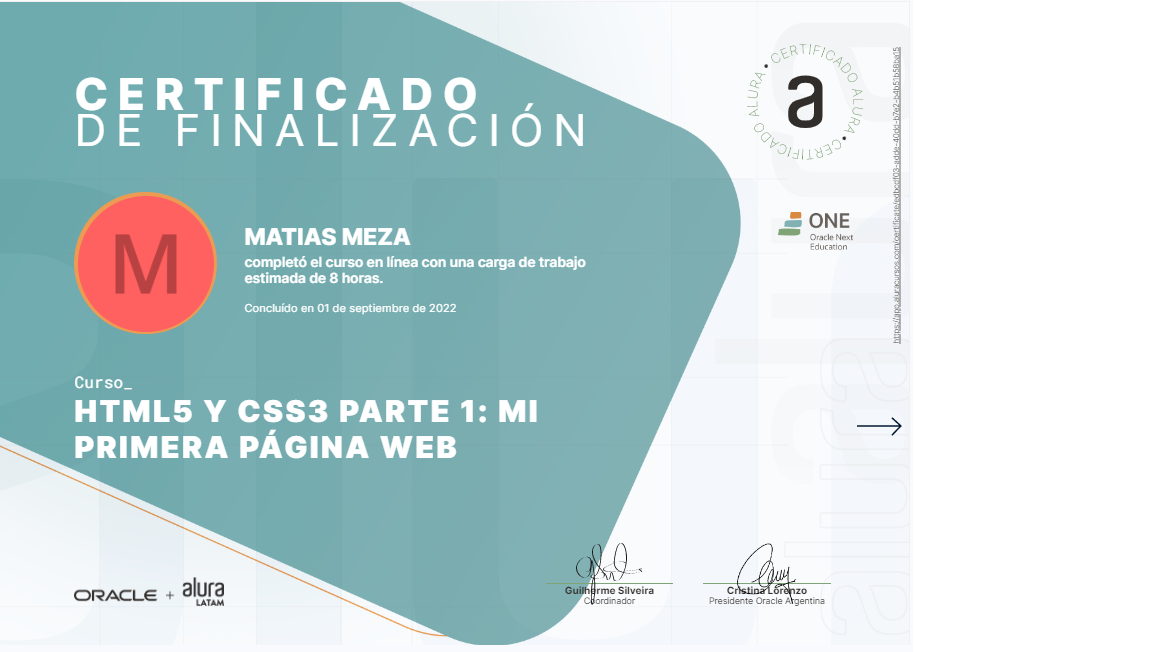 CERTIFICADO
DE FINALIZACIÓN
CERTIFICADO ALURA • CERTIFICADO ALURA •
a
ONE
Oracle Next
Education
M
MATIAS MEZA
completó el curso en línea con una carga de trabajo
estimada de 8 horas.
Concluído en 01 de septiembre de 2022
Curso_
HTML5 Y CSS3 PARTE 1: MI
PRIMERA PÁGINA WEB
ORACLE + alura
LATAM
Guilherme Silveira
Coordinador
Cristina Lorenzo
Presidente Oracle Argentina
alura